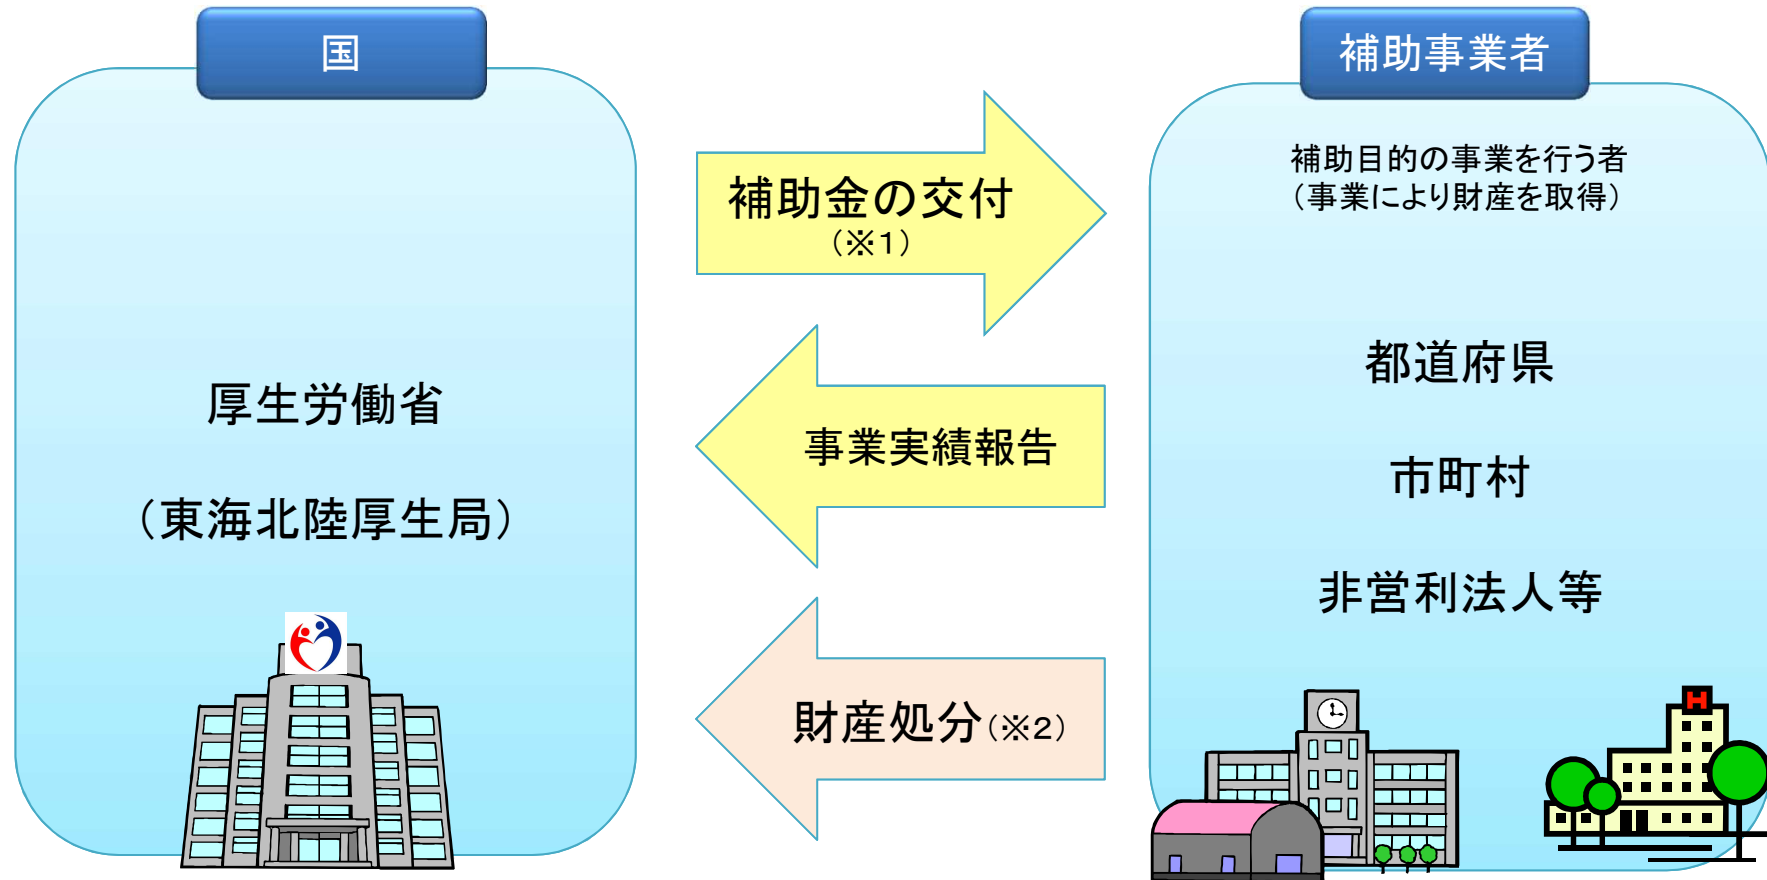 国
厚生労働省
（東海北陸厚生局）
補助金の交付
（※1）
事業実績報告
財産処分（※2）
補助事業者
補助目的の事業を行う者
（事業により財産を取得）
都道府県
市町村
非営利法人等
H